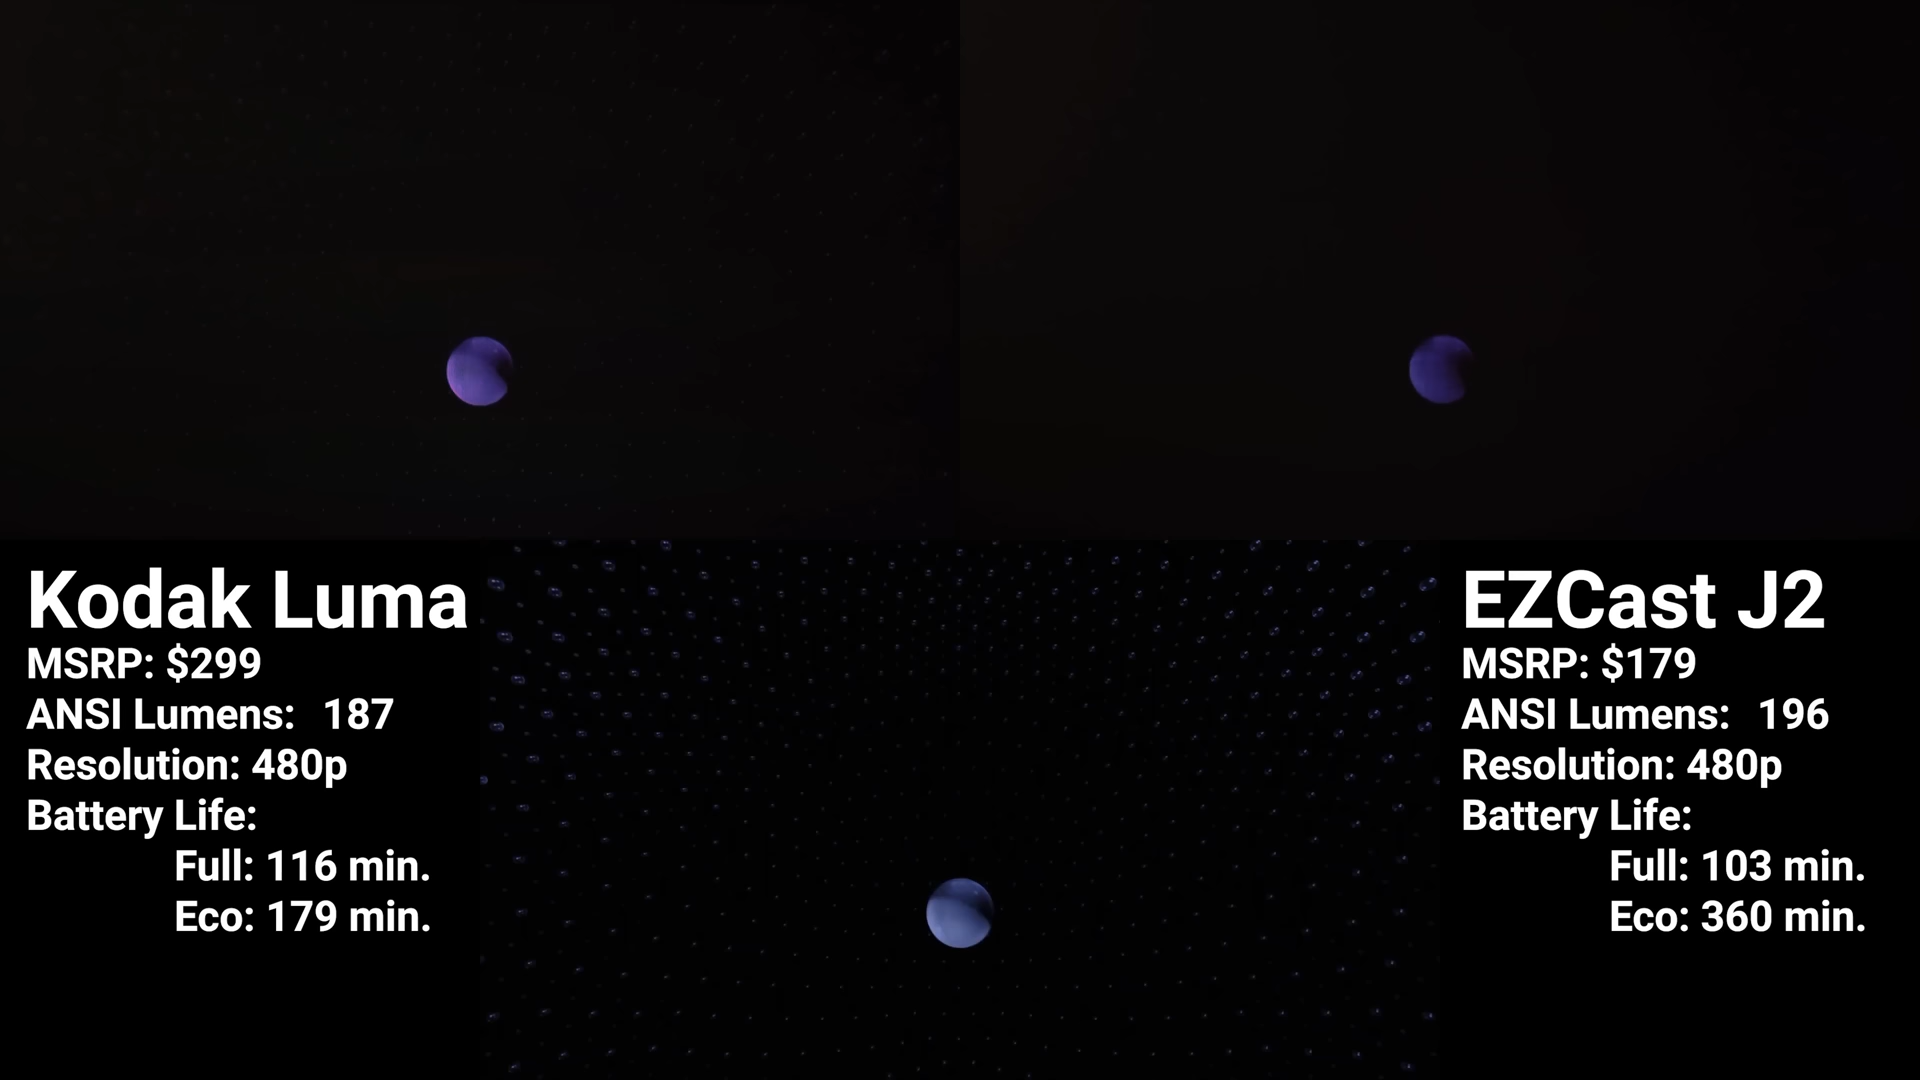 Kodak Luma
MSRP: $299
ANSI Lumens: 187
Resolution: 480p
Battery Life:
Full: 116 min.
Eco: 179 min.
EZCast J2
MSRP: $179
ANSI Lumens: 196
Resolution: 480p
Battery Life:
Full: 103 min.
Eco: 360 min.